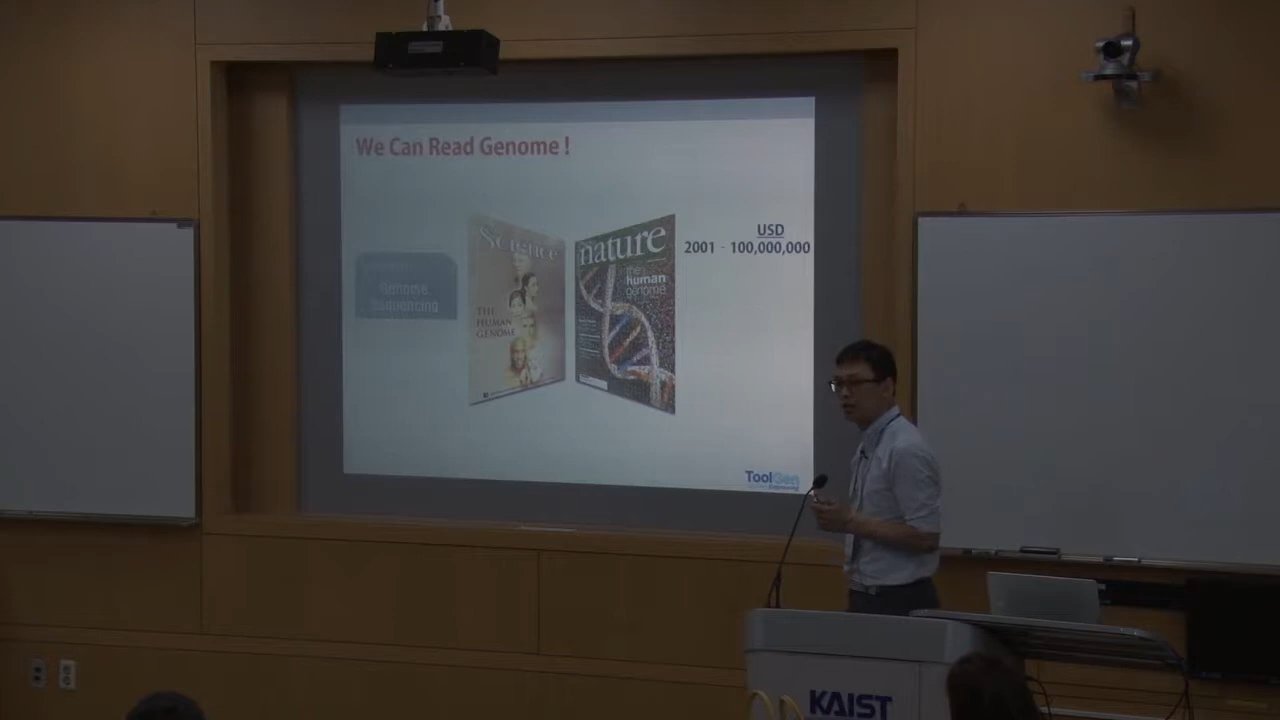 We Can Read Genome !
Genome
Sequencing
Science
THE
HUMAN
GENOME
nature
the
human
genome
USD
2001 - 100,000,000
ToolGen
KAIST